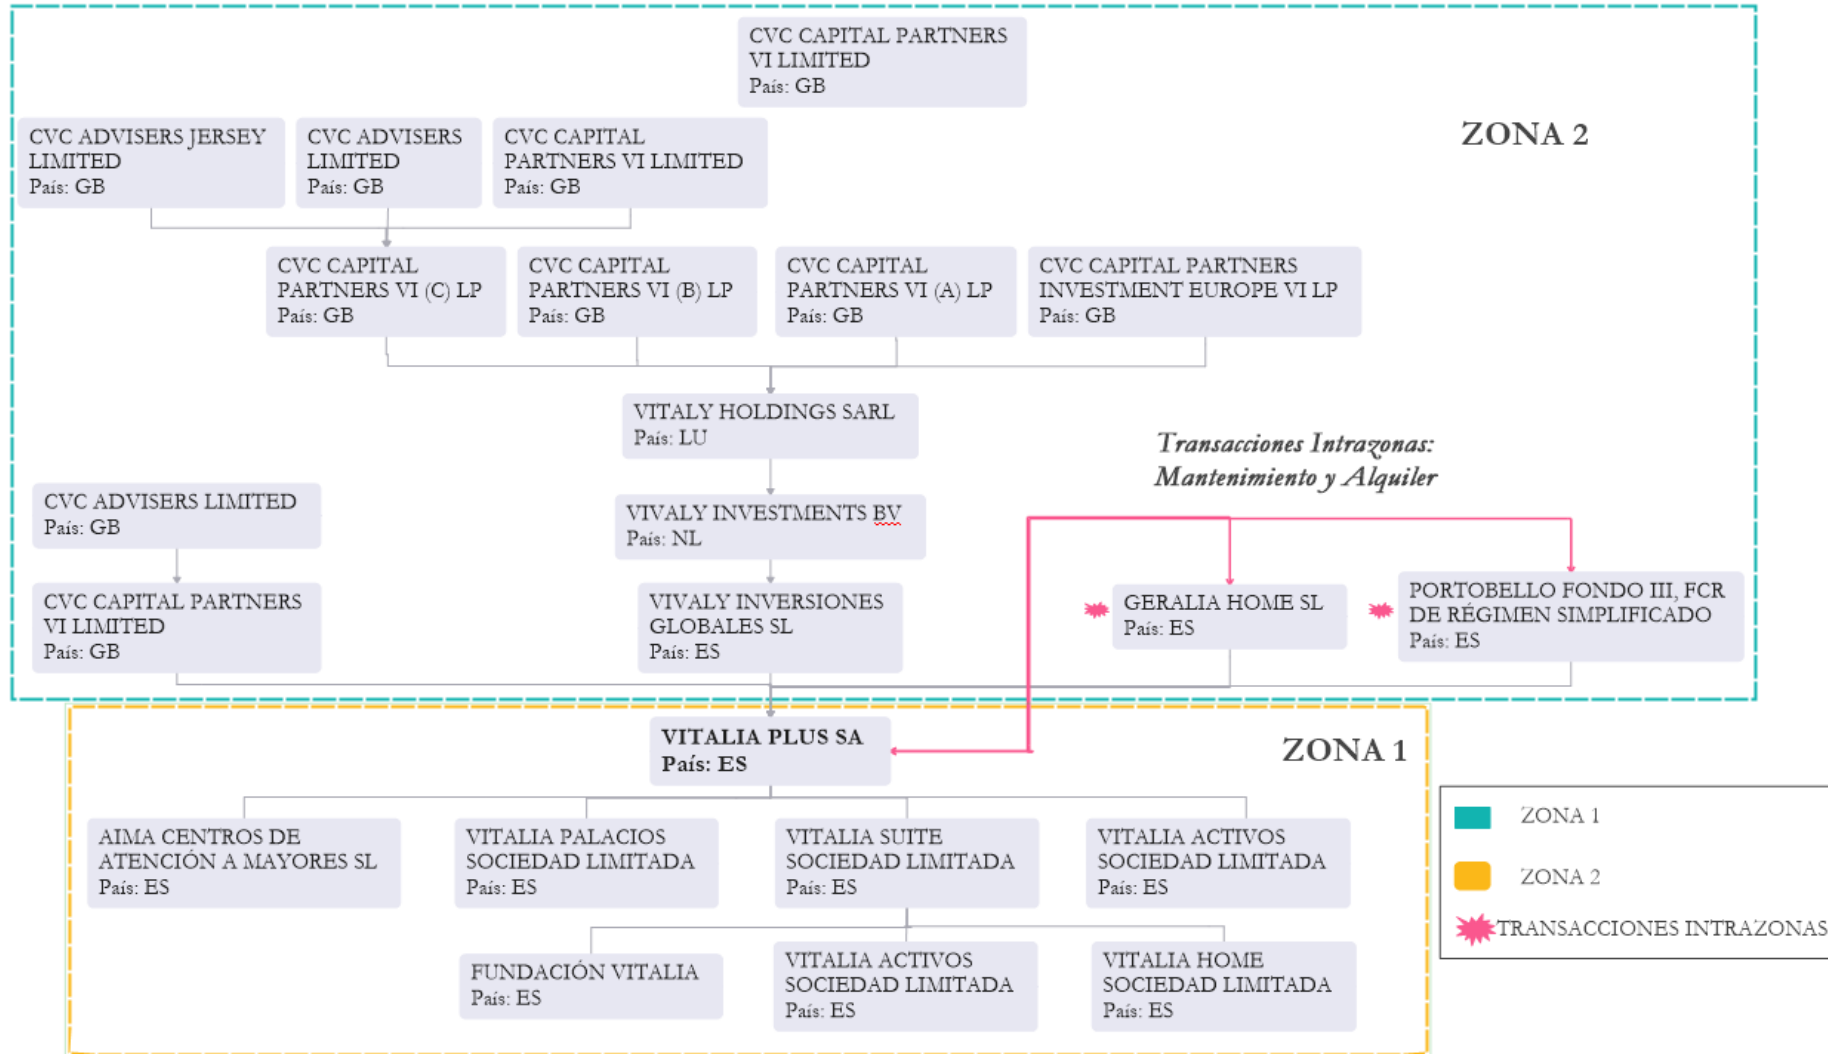 CVC CAPITAL PARTNERS
VI LIMITED
País: GB
ZONA 2
CVC ADVISERS JERSEY
LIMITED
País: GB
CVC ADVISERS
LIMITED
País: GB
CVC CAPITAL
PARTNERS VI LIMITED
País: GB
CVC CAPITAL
PARTNERS VI (C) LP
País: GB
CVC CAPITAL
PARTNERS VI (B) LP
País: GB
CVC CAPITAL
PARTNERS VI (A) LP
País: GB
CVC CAPITAL PARTNERS
INVESTMENT EUROPE VI LP
País: GB
VITALY HOLDINGS SARL
País: LU
Transacciones Intrazonas:
Mantenimiento y Alquiler
CVC ADVISERS LIMITED
País: GB
VIVALY INVESTMENTS BV
País: NL
CVC CAPITAL PARTNERS
VI LIMITED
País: GB
VIVALY INVERSIONES
GLOBALES SL
País: ES
GERALIA HOME SL
País: ES
PORTOBELLO FONDO III, FCR
DE RÉGIMEN SIMPLIFICADO
País: ES
VITALIA PLUS SA
País: ES
ZONA 1
AIMA CENTROS DE
ATENCIÓN A MAYORES SL
País: ES
VITALIA PALACIOS
SOCIEDAD LIMITADA
País: ES
VITALIA SUITE
SOCIEDAD LIMITADA
País: ES
VITALIA ACTIVOS
SOCIEDAD LIMITADA
País: ES
FUNDACIÓN VITALIA
País: ES
VITALIA ACTIVOS
SOCIEDAD LIMITADA
País: ES
VITALIA HOME
SOCIEDAD LIMITADA
País: ES
ZONA 1
ZONA 2
TRANSACCIONES INTRAZONAS